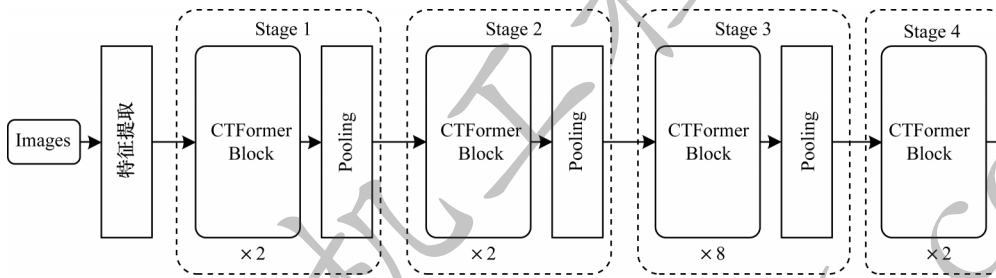 Stage 1
Stage 2
Stage 3
Stage 4
Images
特征提取
CTFormer
Block
Pooling
CTFormer
Block
Pooling
CTFormer
Block
Pooling
CTFormer
Block
×2
×2
×8
×2